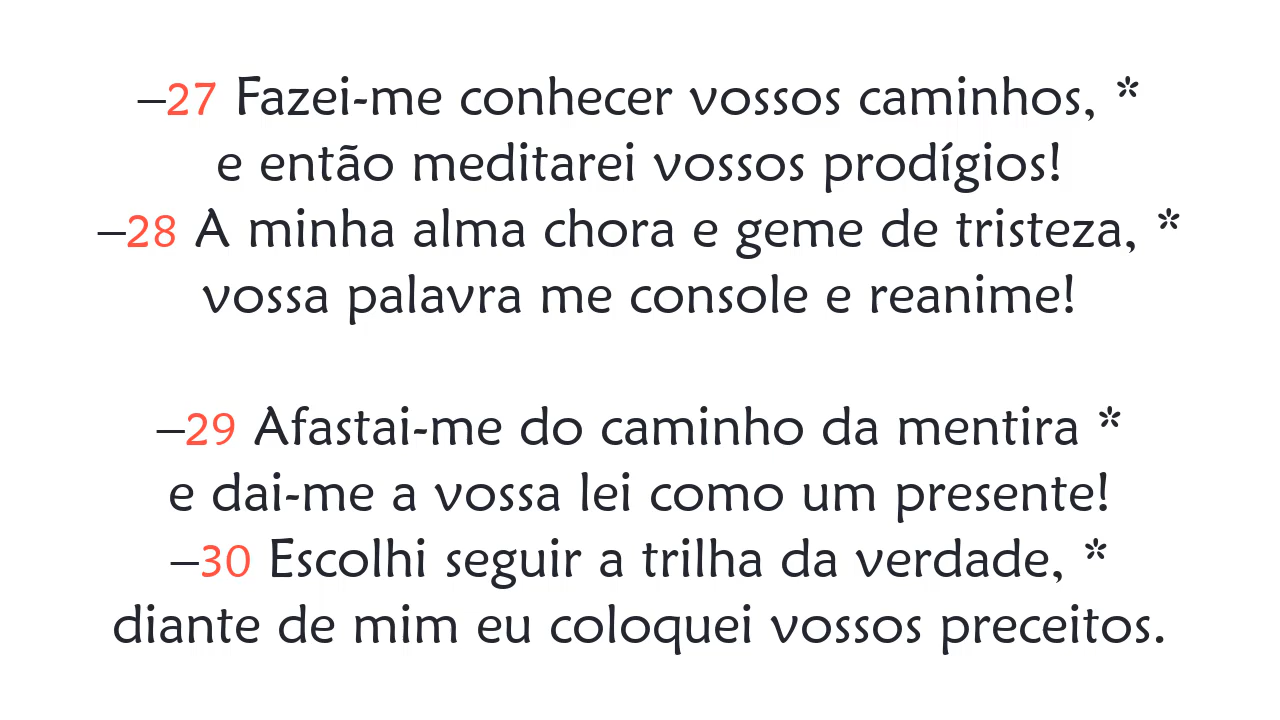 –27 Fazei-me conhecer vossos caminhos, *
e então meditarei vossos prodígios!
–28 A minha alma chora e geme de tristeza, *
vossa palavra me console e reanime!
–29 Afastai-me do caminho da mentira *
e dai-me a vossa lei como um presente!
–30 Escolhi seguir a trilha da verdade, *
diante de mim eu coloquei vossos preceitos.